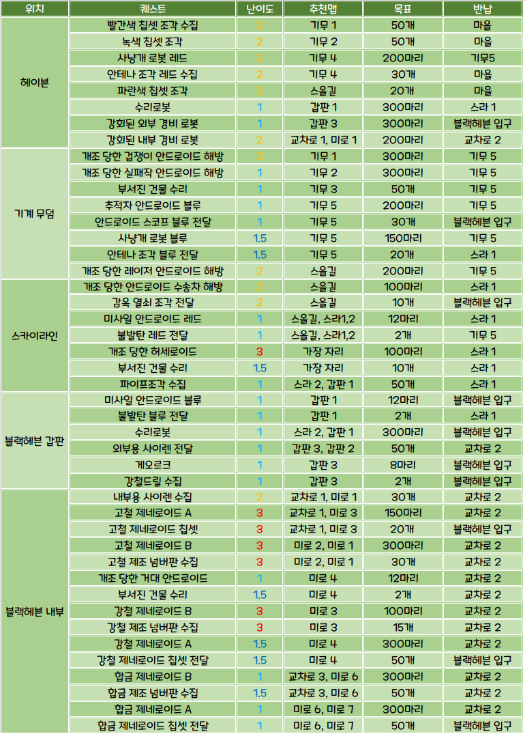 위치 퀘스트 난이도 추천맵 목표 반납
헤이븐
빨간색 칩셋 조각 수집 2 기무 1 50개 마을
녹색 칩셋 조각 2 기무 2 50개 마을
사냥개 로봇 레드 2 기무 4 200마리 기무5
안테나 조각 레드 수집 2 기무 4 30개 마을
파란색 칩셋 조각 2 스올길 20개 마을
수리로봇 1 갑판 1 300마리 스라 1
강화된 외부 경비 로봇 1 갑판 3 300마리 블랙헤븐 입구
강화된 내부 경비 로봇 2 교차로 1, 미로 1 200마리 교차로 2
기계 무덤
개조 당한 겁쟁이 안드로이드 해방 2 기무 1 300마리 기무 5
개조 당한 실패작 안드로이드 해방 1 기무 2 300마리 기무 5
부서진 건물 수리 1 기무 3 50개 기무 5
추적자 안드로이드 블루 1 기무 5 200마리 기무 5
안드로이드 스코프 블루 전달 1 기무 5 30개 블랙헤븐 입구
사냥개 로봇 블루 1.5 기무 5 150마리 기무 5
안테나 조각 블루 전달 1.5 기무 5 20개 스라 1
개조 당한 레이저 안드로이드 해방 2 스올길 200마리 기무 5
스카이라인
개조 당한 안드로이드 수송차 해방 2 스올길 100마리 스라 1
감옥 열쇠 조각 전달 2 스올길 10개 블랙헤븐 입구
미사일 안드로이드 레드 1 스올길, 스라1,2 12마리 스라 1
불발탄 레드 전달 1 스올길, 스라1,2 2개 기무 5
개조 당한 허세로이드 3 가장 자리 100마리 스라 1
부서진 건물 수리 1.5 가장 자리 10개 스라 1
파이프조각 수집 1 스라 2, 갑판 1 50개 스라 1
블랙헤븐 갑판
미사일 안드로이드 블루 1 갑판 1 12마리 블랙헤븐 입구
불발탄 블루 전달 1 갑판 1 2개 스라 1
수리로봇 1 스라 2, 갑판 1 300마리 블랙헤븐 입구
외부용 사이렌 전달 2 갑판 3, 갑판 2 50개 교차로 2
게오르크 1 갑판 3 8마리 블랙헤븐 입구
강철드릴 수집 1 갑판 3 2개 블랙헤븐 입구
블랙헤븐 내부
내부용 사이렌 수집 2 교차로 1, 미로 1 30개 교차로 2
고철 제네로이드 A 3 교차로 1, 미로 3 150마리 교차로 2
고철 제네로이드 칩셋 3 교차로 1, 미로 3 20개 블랙헤븐 입구
고철 제네로이드 B 3 미로 2, 미로 1 300마리 교차로 2
고철 제조 넘버판 수집 3 미로 2, 미로 1 30개 교차로 2
개조 당한 거대 안드로이드 1 미로 4 12마리 교차로 2
부서진 건물 수리 1.5 미로 4 2개 교차로 2
강철 제네로이드 B 3 미로 3 100마리 교차로 2
강철 제조 넘버판 수집 3 미로 3 15개 교차로 2
강철 제네로이드 A 1.5 미로 4 300마리 교차로 2
강철 제네로이드 칩셋 전달 1.5 미로 4 50개 블랙헤븐 입구
합금 제네로이드 B 1 교차로 3, 미로 6 300마리 교차로 2
합금 제조 넘버판 수집 1.5 교차로 3, 미로 6 50개 교차로 2
합금 제네로이드 A 1 미로 6, 미로 7 300마리 교차로 2
합금 제네로이드 칩셋 전달 1 미로 6, 미로 7 50개 블랙헤븐 입구